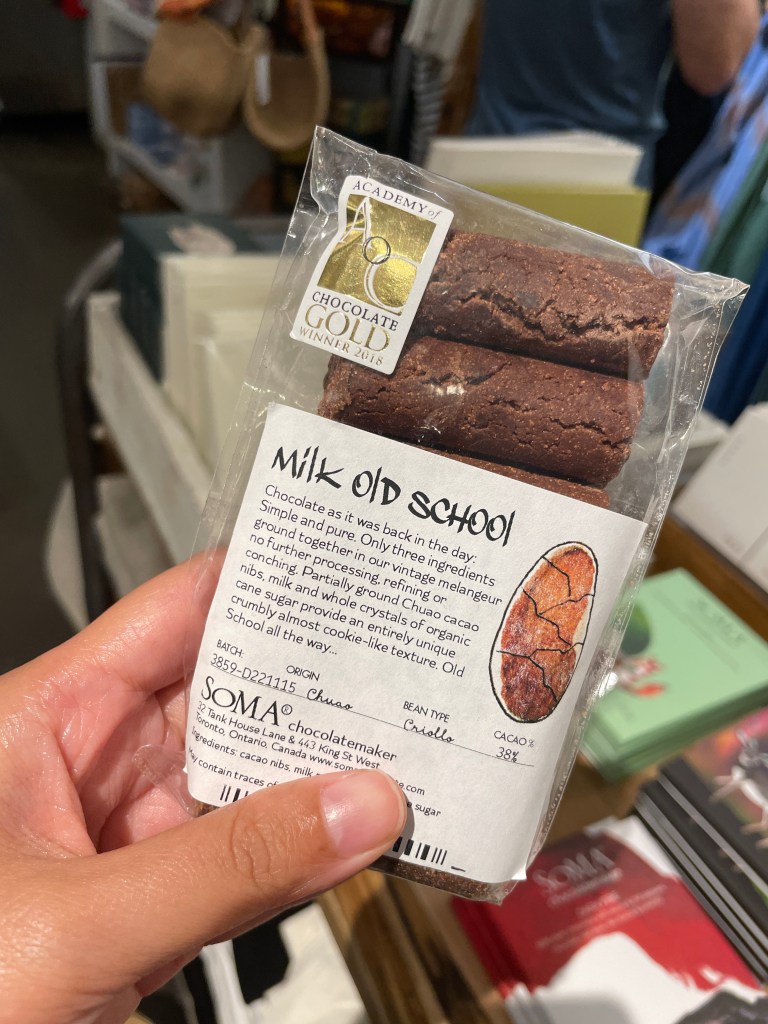 ACADEMY of
CHOCOLATE
GOLD
WINNER 2018
Milk Old School
Chocolate as it was back in the day:
Simple and pure. Only three ingredients
ground together in our vintage melangeur
no further processing, refining or
conching. Partially ground Chuao cacao
nibs, milk and whole crystals of organic
cane sugar provide an entirely unique
crumbly almost cookie-like texture. Old
School all the way...
BATCH: ORIGIN BEAN TYPE CACAO %
3859-D221115 Chuao Criollo 38%
SOMA® chocolatemaker
32 Tank House Lane & 443 King St West
Toronto, Ontario, Canada
Ingredients: cacao nibs, milk sugar
contain traces of
SOMA